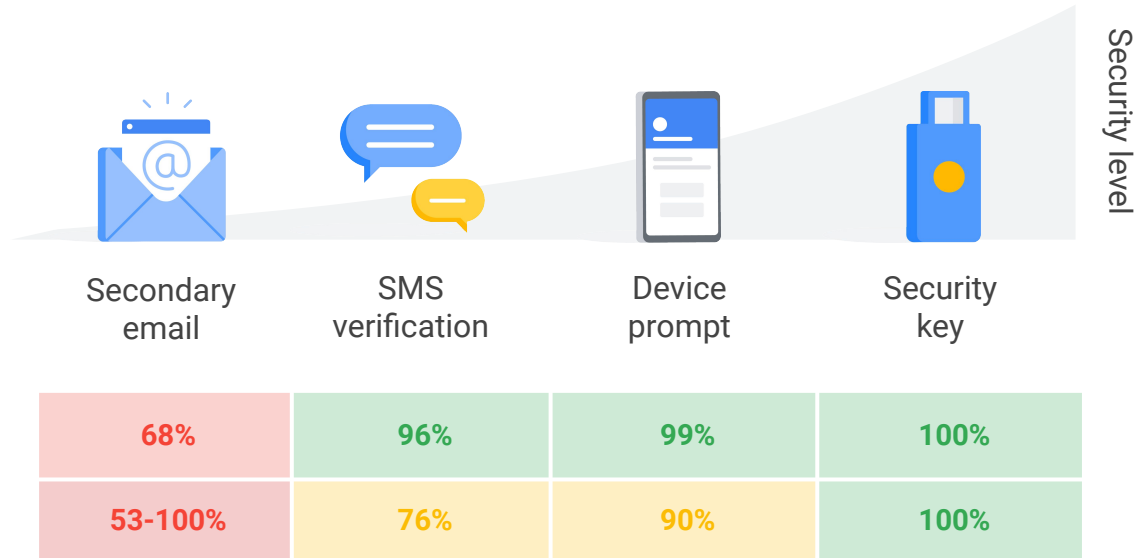 Security level
Secondary
email
SMS
verification
Device
prompt
Security
key
68%
96%
99%
100%
53-100%
76%
90%
100%